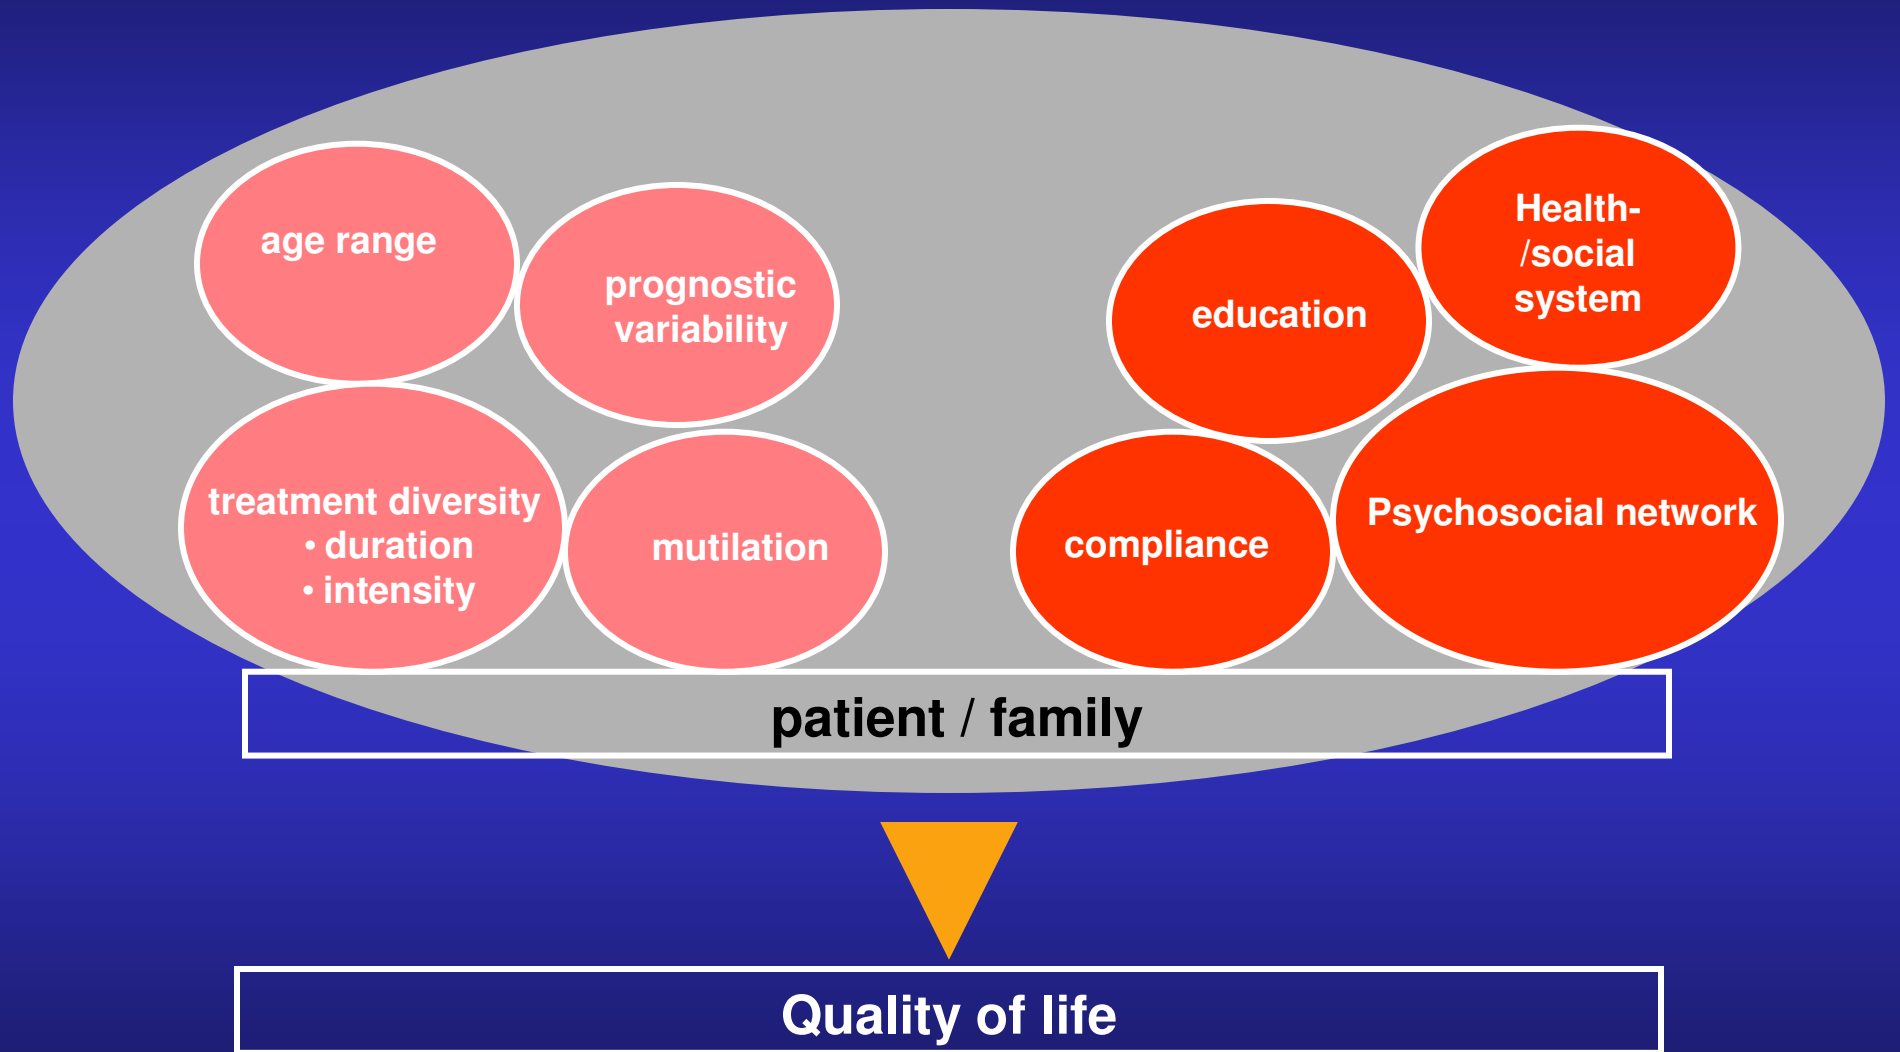 age range
prognostic
variability
treatment diversity
• duration
• intensity
mutilation
education
Health-
/social
system
compliance
Psychosocial network
patient / family
Quality of life